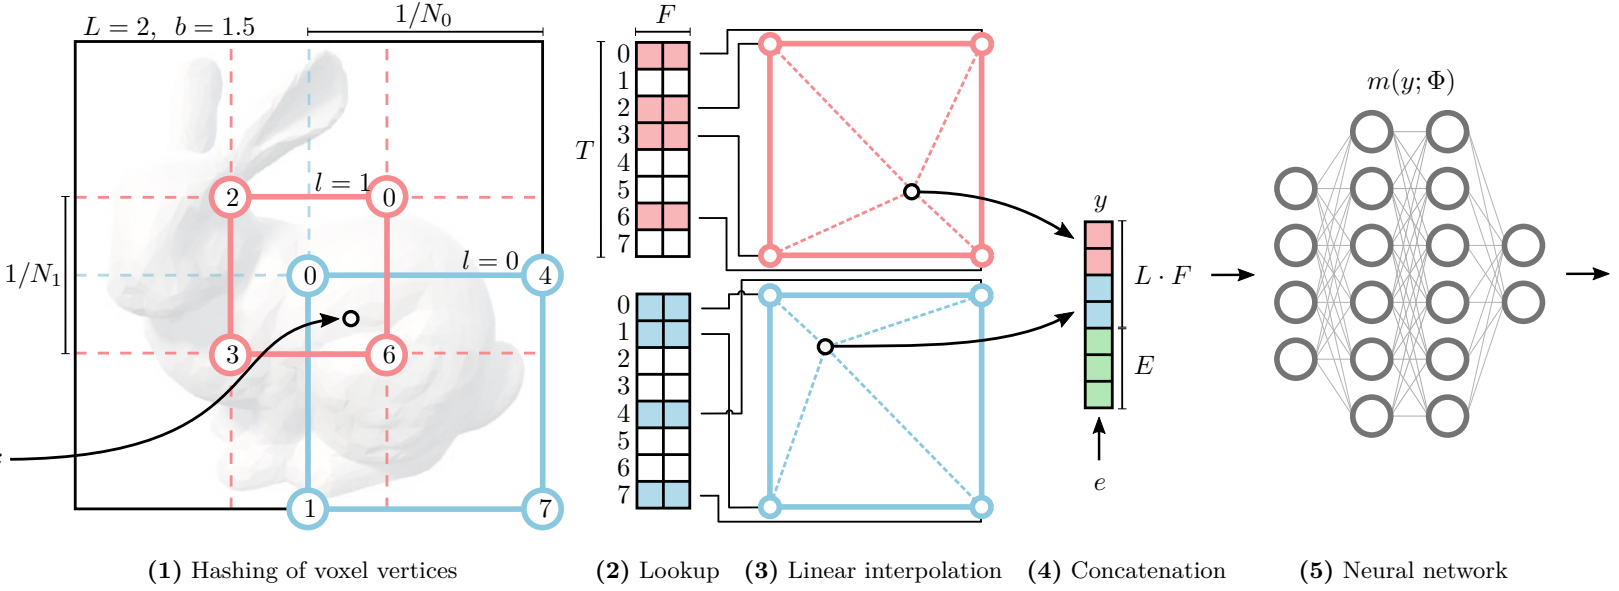 L = 2, b = 1.5
1/N₀
l = 1
2
0
1/N₁
l = 0
0
4
3
6
1
7
F
T
0
1
2
3
4
5
6
7
0
1
2
3
4
5
6
7
y
L · F
E
e
m(y; Φ)
(1) Hashing of voxel vertices
(2) Lookup
(3) Linear interpolation
(4) Concatenation
(5) Neural network